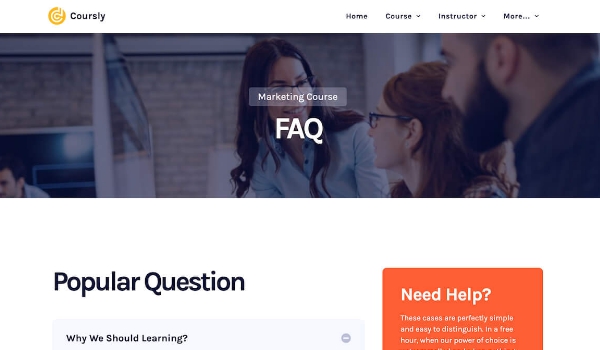 Coursly
Home Course Instructor More...
Marketing Course
FAQ
Popular Question
Why We Should Learning?
Need Help?
These cases are perfectly simple
and easy to distinguish. In a free
hour, when our power of choice is